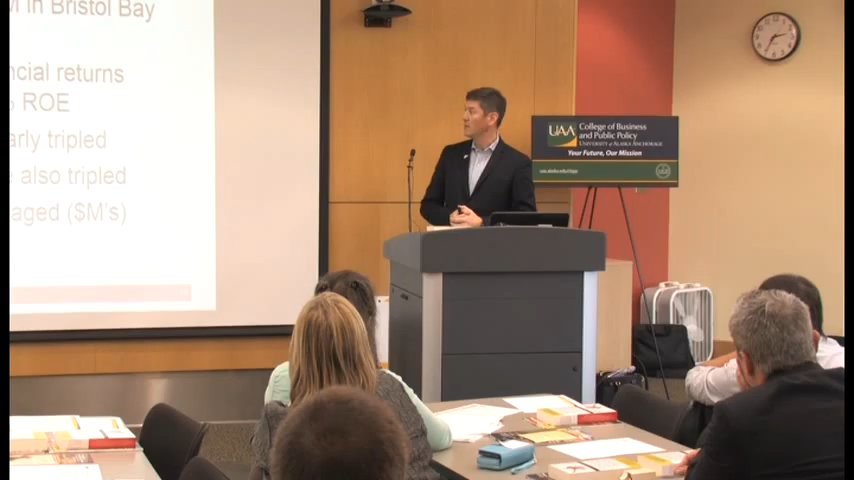 in Bristol Bay
ncial returns
ROE
arly tripled
also tripled
aged ($M's)
UAA
College of Business
and Public Policy
UNIVERSITY of ALASKA ANCHORAGE
Your Future, Our Mission